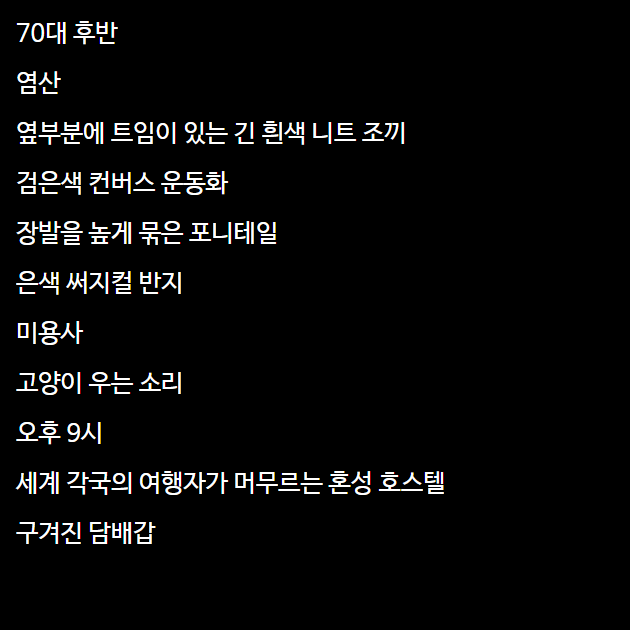 70대 후반
염산
옆부분에 트임이 있는 긴 흰색 니트 조끼
검은색 컨버스 운동화
장발을 높게 묶은 포니테일
은색 써지컬 반지
미용사
고양이 우는 소리
오후 9시
세계 각국의 여행자가 머무르는 혼성 호스텔
구겨진 담배갑